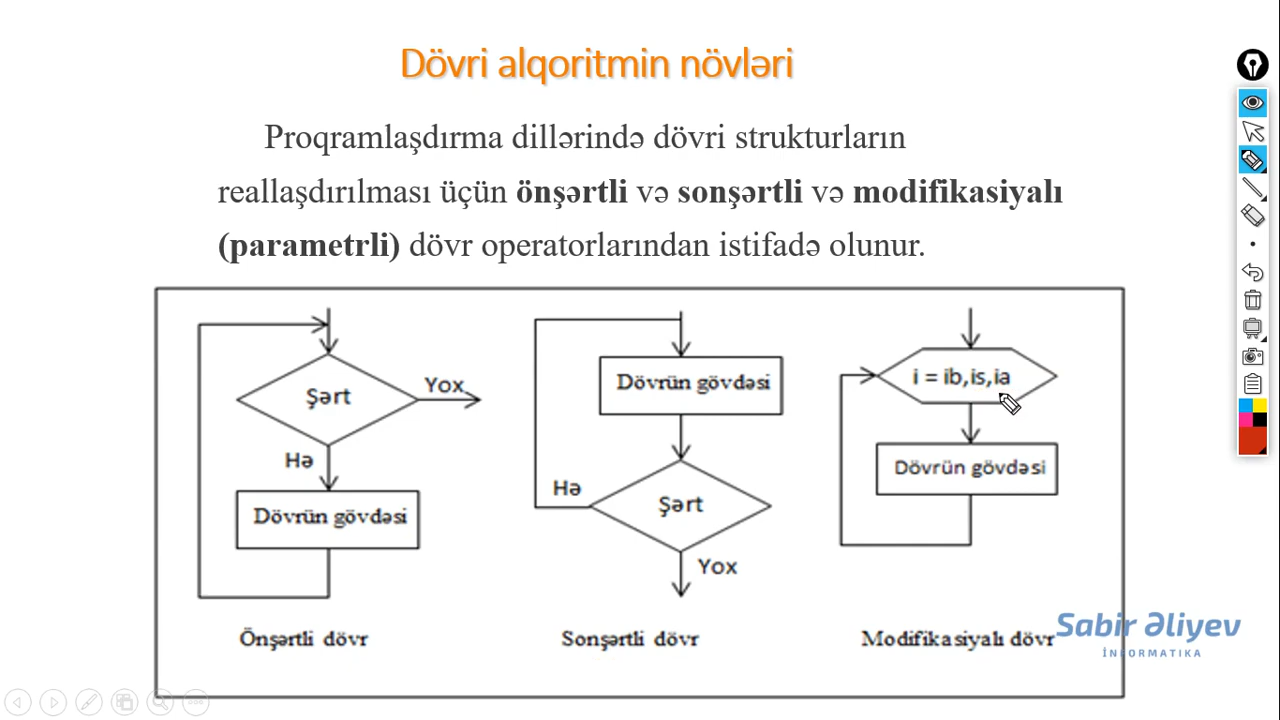 Dövri alqoritmin növləri
Proqramlaşdırma dillərində dövri strukturların
reallaşdırılması üçün önşərtli və sonşərtli və modifikasiyalı
(parametrli) dövr operatorlarından istifadə olunur.
Şərt
Yox
Hə
Dövrün gövdəsi
Önşərtli dövr
Dövrün gövdəsi
Hə
Şərt
Yox
Sonşərtli dövr
i = ib,is,ia
Dövrün gövdəsi
Modifikasiyalı dövr
Sabir Əliyev
İNFORMATIKA